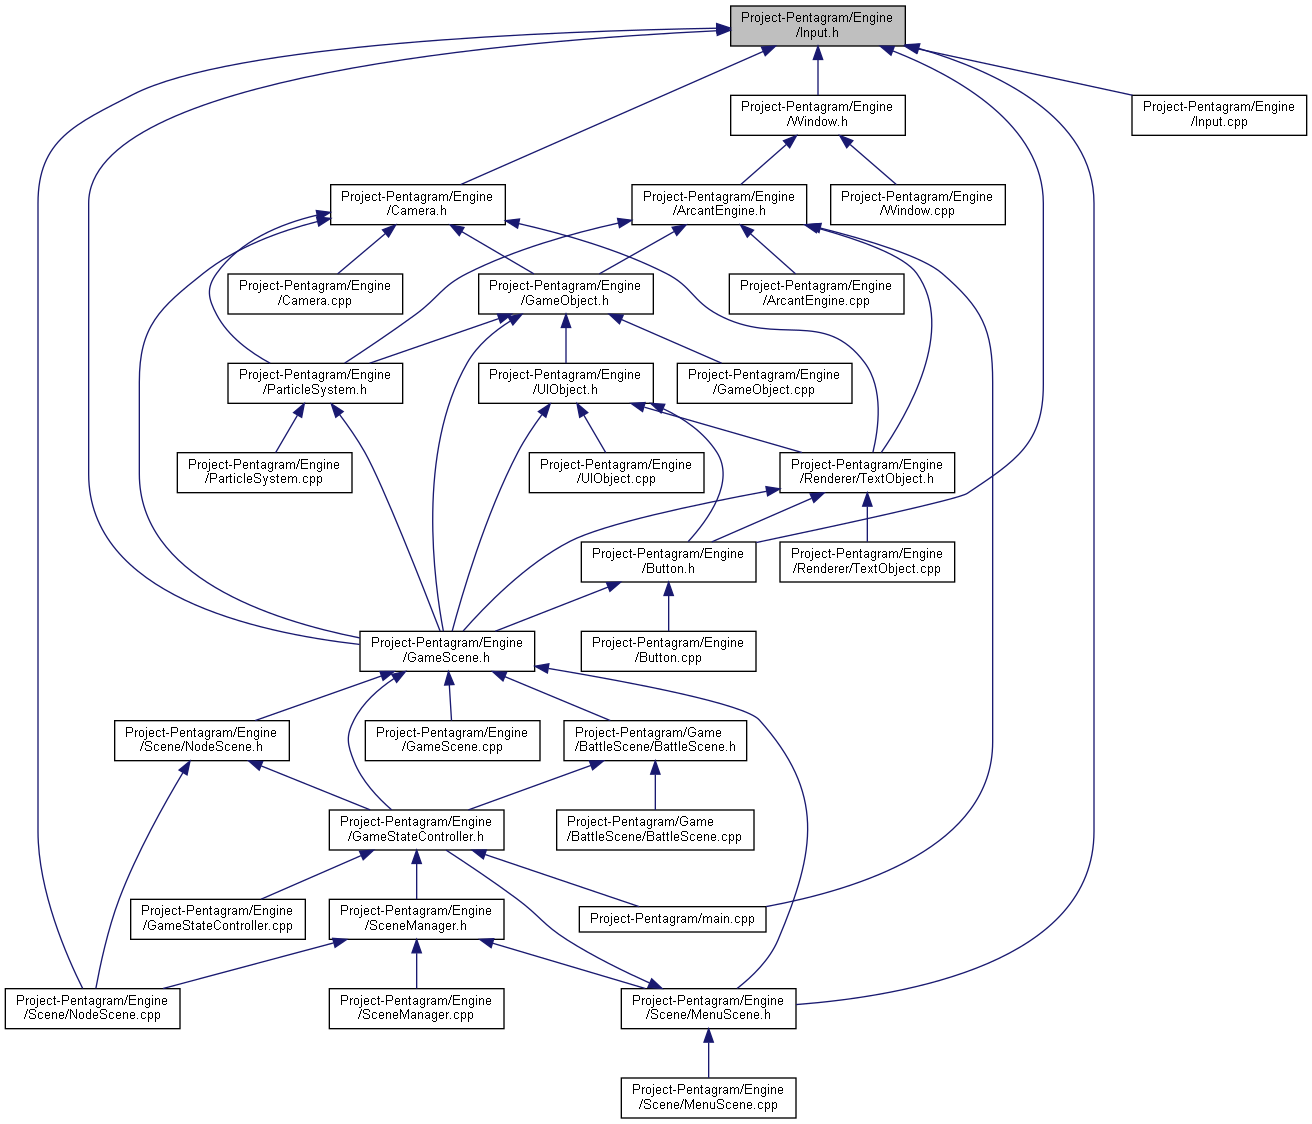 Project-Pentagram/Engine
/Input.h
Project-Pentagram/Engine
/Window.h
Project-Pentagram/Engine
/Input.cpp
Project-Pentagram/Engine
/Camera.h
Project-Pentagram/Engine
/ArcantEngine.h
Project-Pentagram/Engine
/Window.cpp
Project-Pentagram/Engine
/Camera.cpp
Project-Pentagram/Engine
/GameObject.h
Project-Pentagram/Engine
/ArcantEngine.cpp
Project-Pentagram/Engine
/ParticleSystem.h
Project-Pentagram/Engine
/UIObject.h
Project-Pentagram/Engine
/GameObject.cpp
Project-Pentagram/Engine
/ParticleSystem.cpp
Project-Pentagram/Engine
/UIObject.cpp
Project-Pentagram/Engine
/Renderer/TextObject.h
Project-Pentagram/Engine
/Button.h
Project-Pentagram/Engine
/Renderer/TextObject.cpp
Project-Pentagram/Engine
/GameScene.h
Project-Pentagram/Engine
/Button.cpp
Project-Pentagram/Engine
/Scene/NodeScene.h
Project-Pentagram/Engine
/GameScene.cpp
Project-Pentagram/Game
/BattleScene/BattleScene.h
Project-Pentagram/Engine
/GameStateController.h
Project-Pentagram/Game
/BattleScene/BattleScene.cpp
Project-Pentagram/Engine
/GameStateController.cpp
Project-Pentagram/Engine
/SceneManager.h
Project-Pentagram/main.cpp
Project-Pentagram/Engine
/Scene/NodeScene.cpp
Project-Pentagram/Engine
/SceneManager.cpp
Project-Pentagram/Engine
/Scene/MenuScene.h
Project-Pentagram/Engine
/Scene/MenuScene.cpp